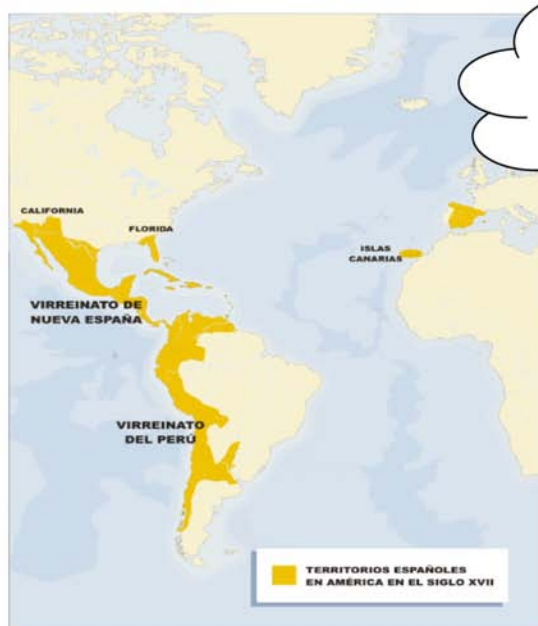 CALIFORNIA
FLORIDA
ISLAS
CANARIAS
VIRREINATO DE
NUEVA ESPAÑA
VIRREINATO
DEL PERÚ
TERRITORIOS ESPAÑOLES
EN AMÉRICA EN EL SIGLO XVII